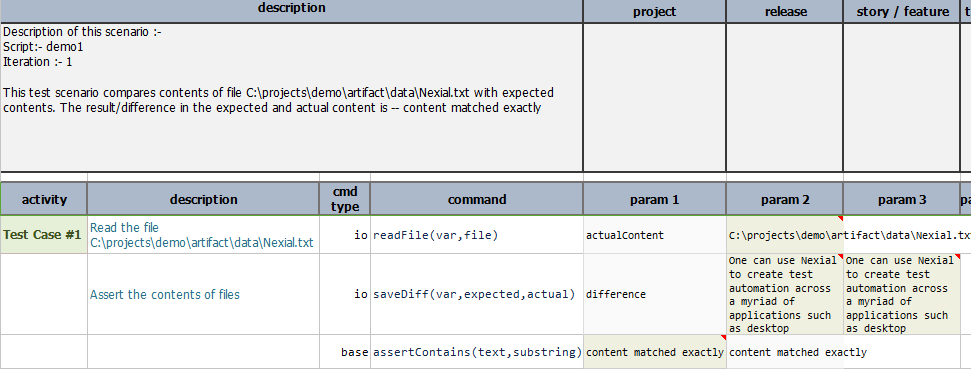 description project release story / feature t
Description of this scenario :-
Script:- demo1
Iteration :- 1
This test scenario compares contents of file C:\projects\demo\artifact\data\Nexial.txt with expected
contents. The result/difference in the expected and actual content is -- content matched exactly
activity description cmd type command param 1 param 2 param 3 pa
Test Case #1
Read the file
C:\projects\demo\artifact\data\Nexial.txt
io readFile(var,file) actualContent C:\projects\demo\artifact\data\Nexial.tx
Assert the contents of files
io saveDiff(var,expected,actual) difference
One can use Nexial
to create test
automation across
a myriad of
applications such
as desktop
One can use Nexial
to create test
automation across
a myriad of
applications such
as desktop
base assertContains(text,substring) content matched exactly content matched exactly